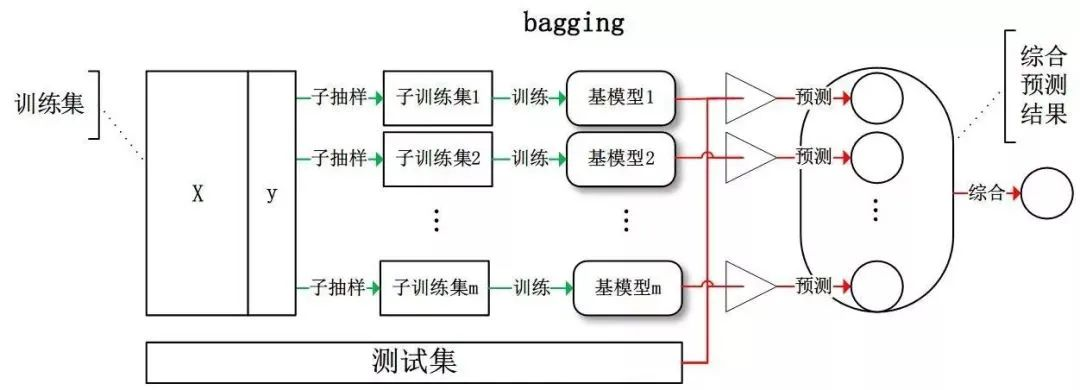 bagging
训练集
X
y
子抽样
子训练集1
训练
基模型1
预测
子抽样
子训练集2
训练
基模型2
预测
⋮
⋮
⋮
子抽样
子训练集m
训练
基模型m
预测
综合
综合
预测
结果
测试集